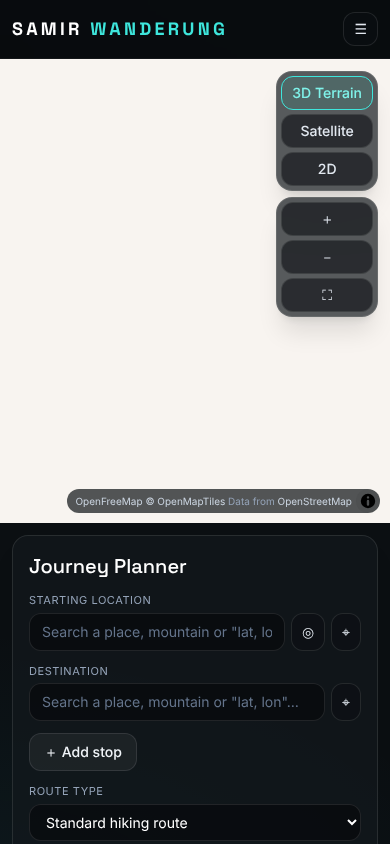 SAMIR WANDERUNG
☰
3D Terrain
Satellite
2D
+
−
⛶
OpenFreeMap © OpenMapTiles Data from OpenStreetMap
Journey Planner
STARTING LOCATION
Search a place, mountain or "lat, lo
◎
⌖
DESTINATION
Search a place, mountain or "lat, lon"...
⌖
+ Add stop
ROUTE TYPE
Standard hiking route